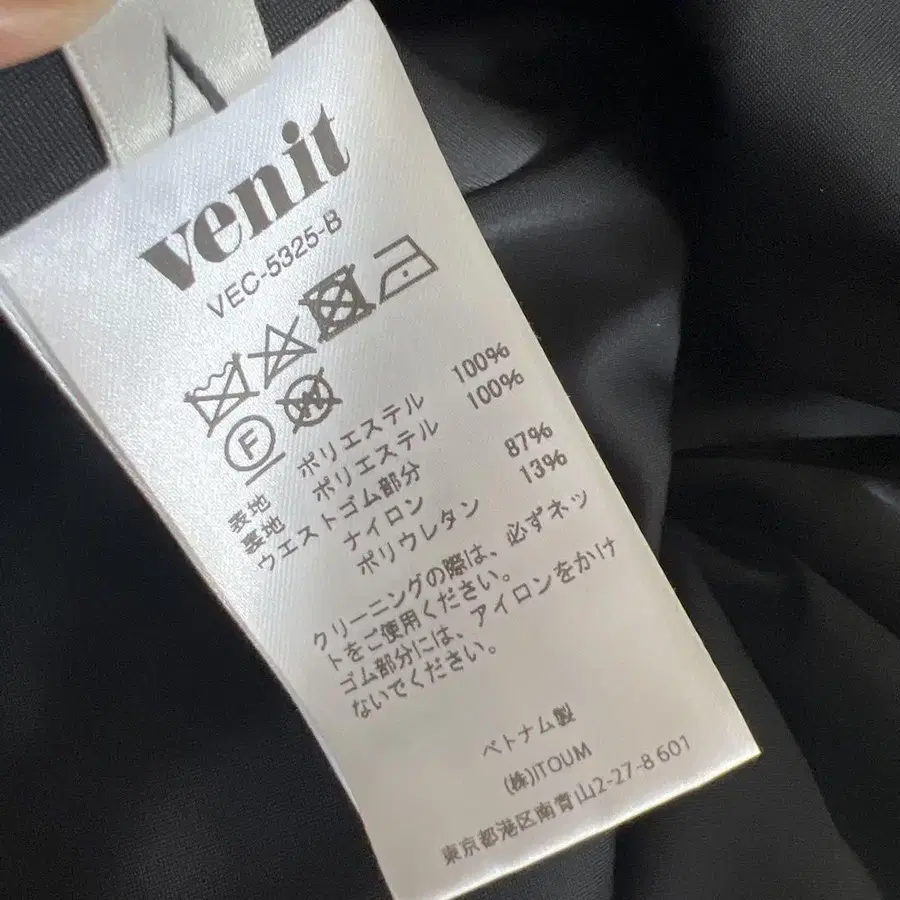 venit
VEC-5325-B
F W
表地 ポリエステル 100%
裏地 ポリエステル 100%
ウエストゴム部分
ナイロン 87%
ポリウレタン 13%
クリーニングの際は、必ずネッ
トをご使用ください。
ゴム部分には、アイロンをかけ
ないでください。
ベトナム製
(株)ITOUM
東京都港区南青山2-27-8 601